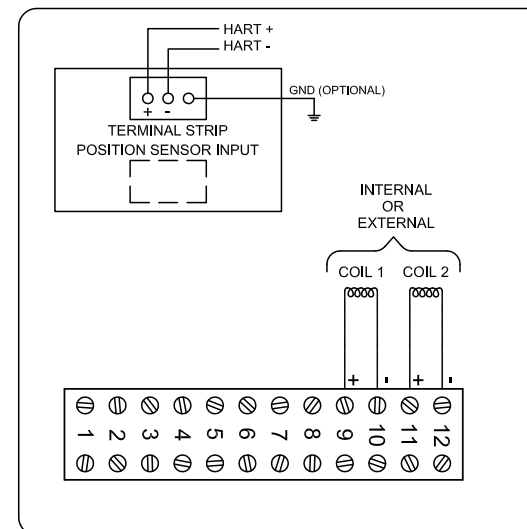 HART +
HART -
GND (OPTIONAL)
+ -
TERMINAL STRIP
POSITION SENSOR INPUT
INTERNAL
OR
EXTERNAL
COIL 1 COIL 2
+ - + -
1 2 3 4 5 6 7 8 9 10 11 12